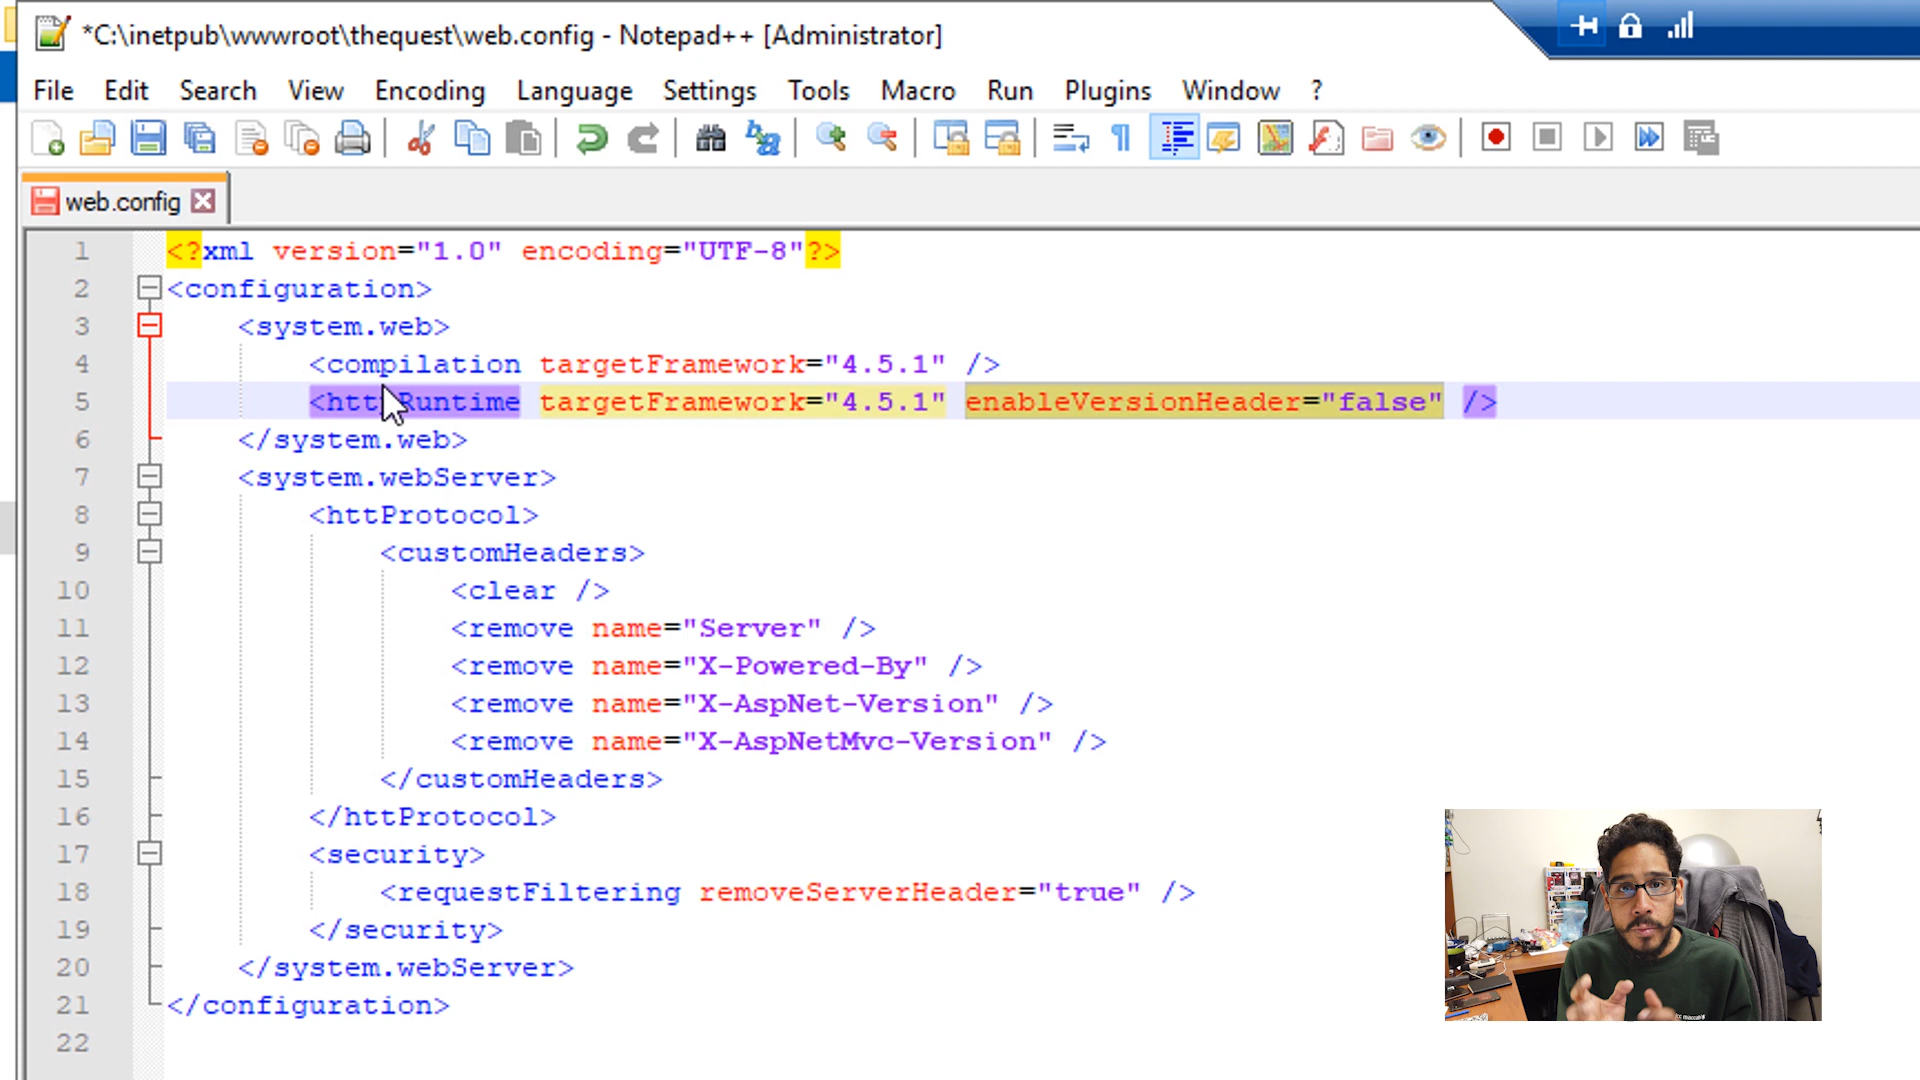 *C:\inetpub\wwwroot\thequest\web.config - Notepad++ [Administrator]
File Edit Search View Encoding Language Settings Tools Macro Run Plugins Window ?
web.config
1 <?xml version="1.0" encoding="UTF-8"?>
2 <configuration>
3 <system.web>
4 <compilation targetFramework="4.5.1" />
5 <httpRuntime targetFramework="4.5.1" enableVersionHeader="false" />
6 </system.web>
7 <system.webServer>
8 <httProtocol>
9 <customHeaders>
10 <clear />
11 <remove name="Server" />
12 <remove name="X-Powered-By" />
13 <remove name="X-AspNet-Version" />
14 <remove name="X-AspNetMvc-Version" />
15 </customHeaders>
16 </httProtocol>
17 <security>
18 <requestFiltering removeServerHeader="true" />
19 </security>
20 </system.webServer>
21 </configuration>
22